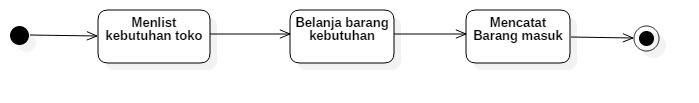 Menlist
kebutuhan toko
Belanja barang
kebutuhan
Mencatat
Barang masuk